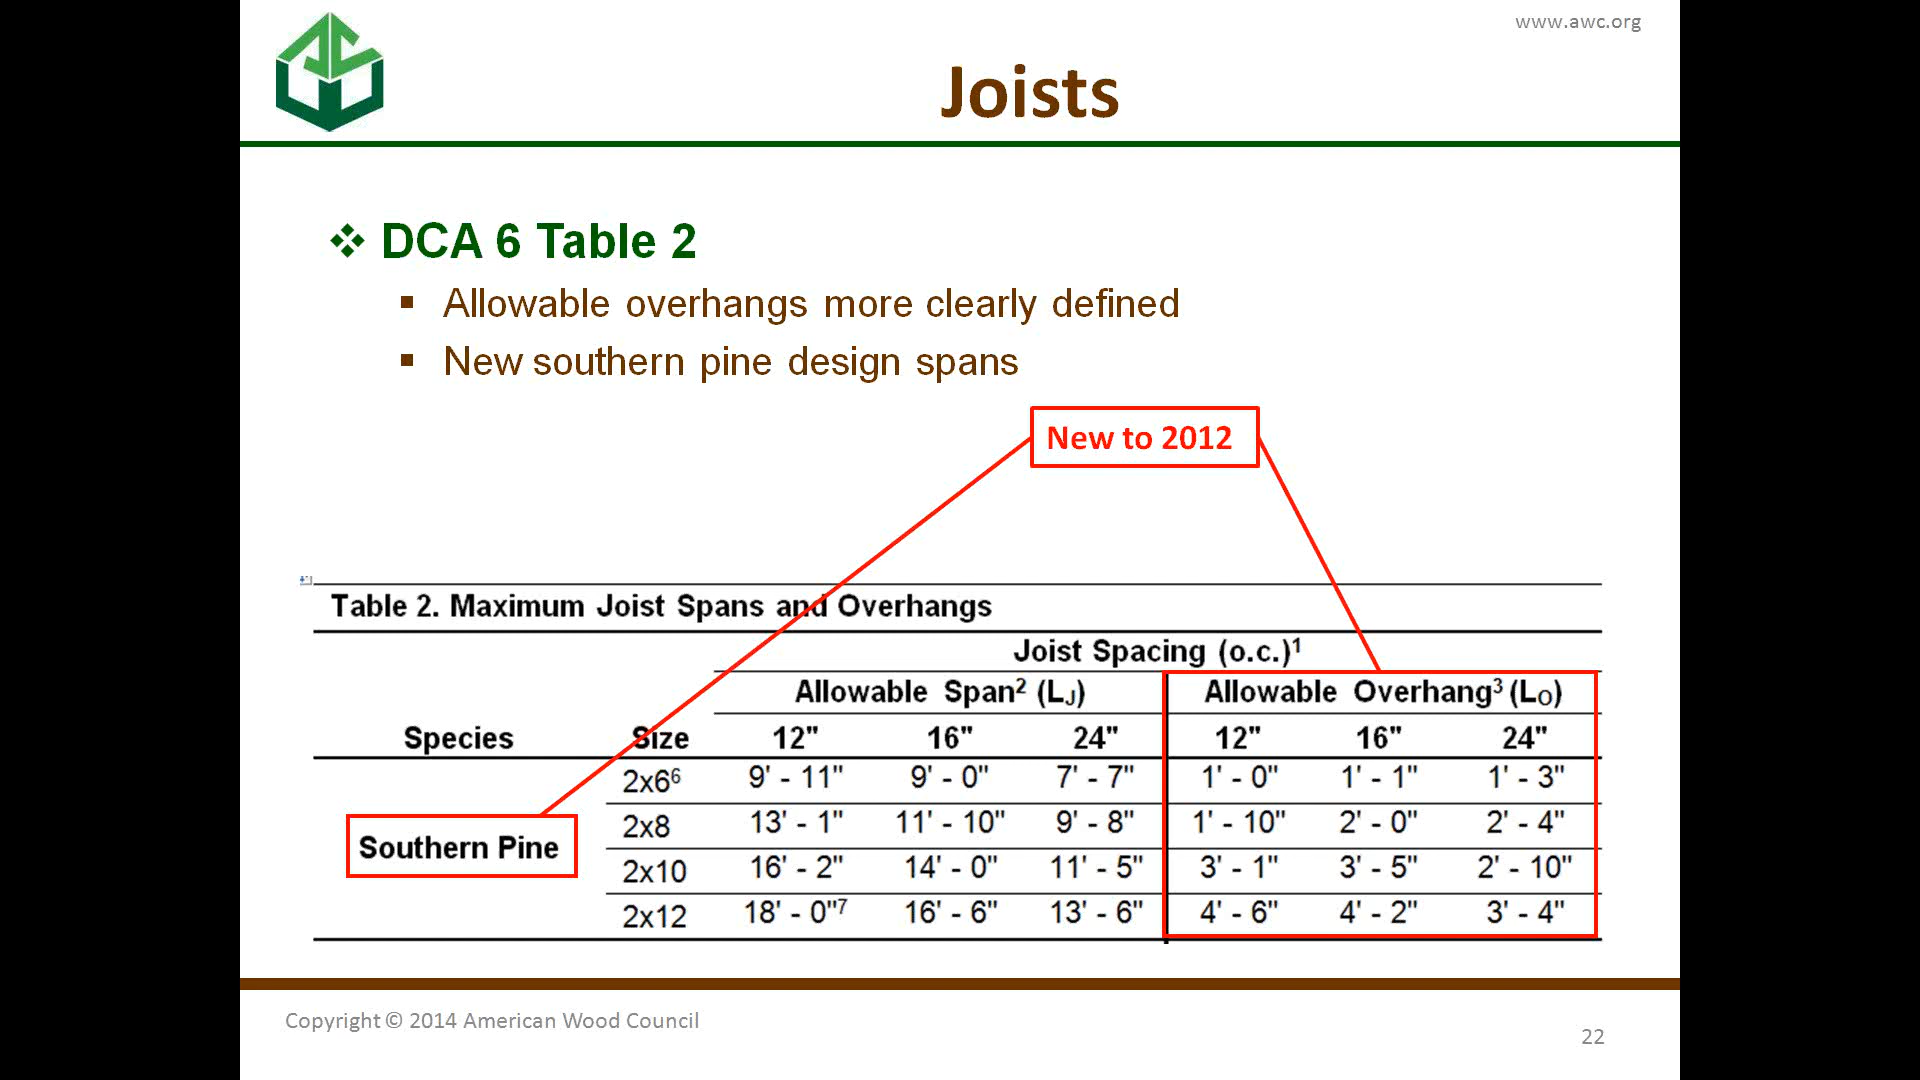 www.awc.org
Joists
❖ DCA 6 Table 2
▪ Allowable overhangs more clearly defined
▪ New southern pine design spans
New to 2012
Table 2. Maximum Joist Spans and Overhangs
Joist Spacing (o.c.)¹
Allowable Span² (LJ) Allowable Overhang³ (LO)
Species Size 12" 16" 24" 12" 16" 24"
2x6⁶ 9' - 11" 9' - 0" 7' - 7" 1' - 0" 1' - 1" 1' - 3"
2x8 13' - 1" 11' - 10" 9' - 8" 1' - 10" 2' - 0" 2' - 4"
Southern Pine
2x10 16' - 2" 14' - 0" 11' - 5" 3' - 1" 3' - 5" 2' - 10"
2x12 18' - 0"⁷ 16' - 6" 13' - 6" 4' - 6" 4' - 2" 3' - 4"
Copyright © 2014 American Wood Council
22